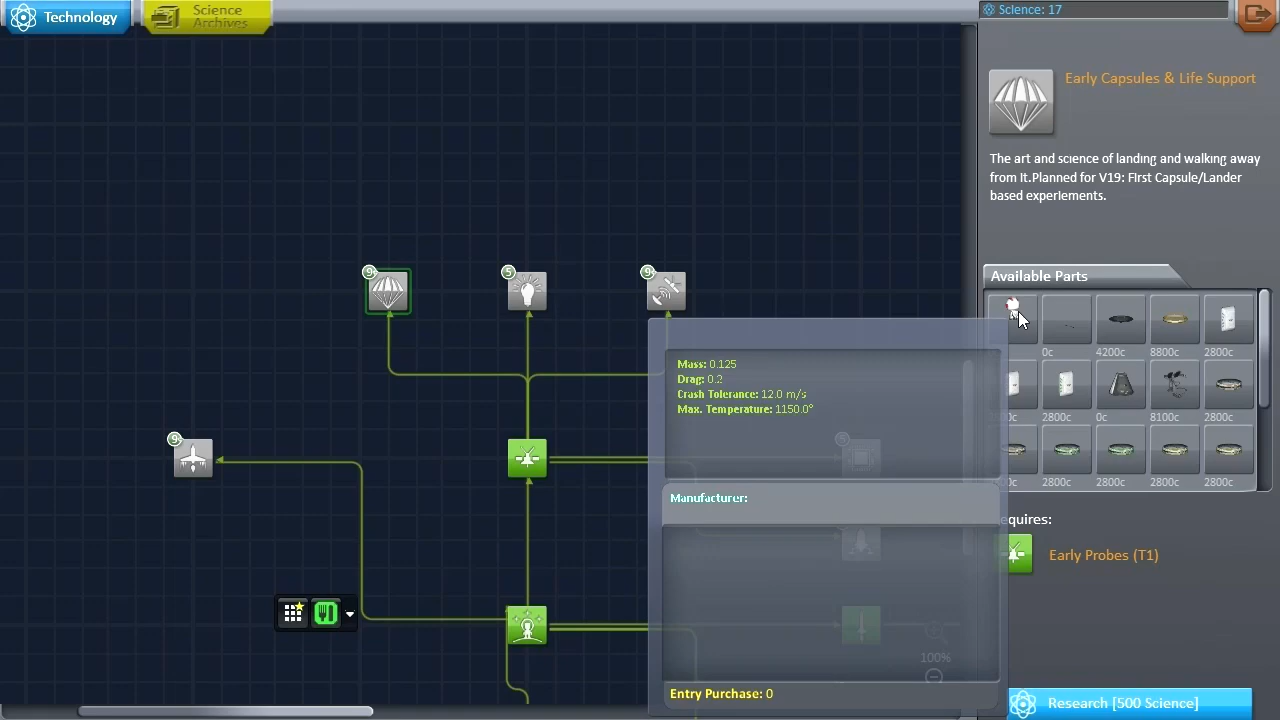 Technology
Science Archives
Science: 17
Early Capsules & Life Support
The art and science of landing and walking away
from it.Planned for V19: First Capsule/Lander
based experiements.
Available Parts
0c 4200c 8800c 2800c
2800c 0c 8100c 2800c
2800c 2800c 2800c 2800c
9
5
9
9
Mass: 0.125
Drag: 0.2
Crash Tolerance: 12.0 m/s
Max. Temperature: 1150.0°
Manufacturer:
equires:
Early Probes (T1)
100%
Entry Purchase: 0
Research [500 Science]